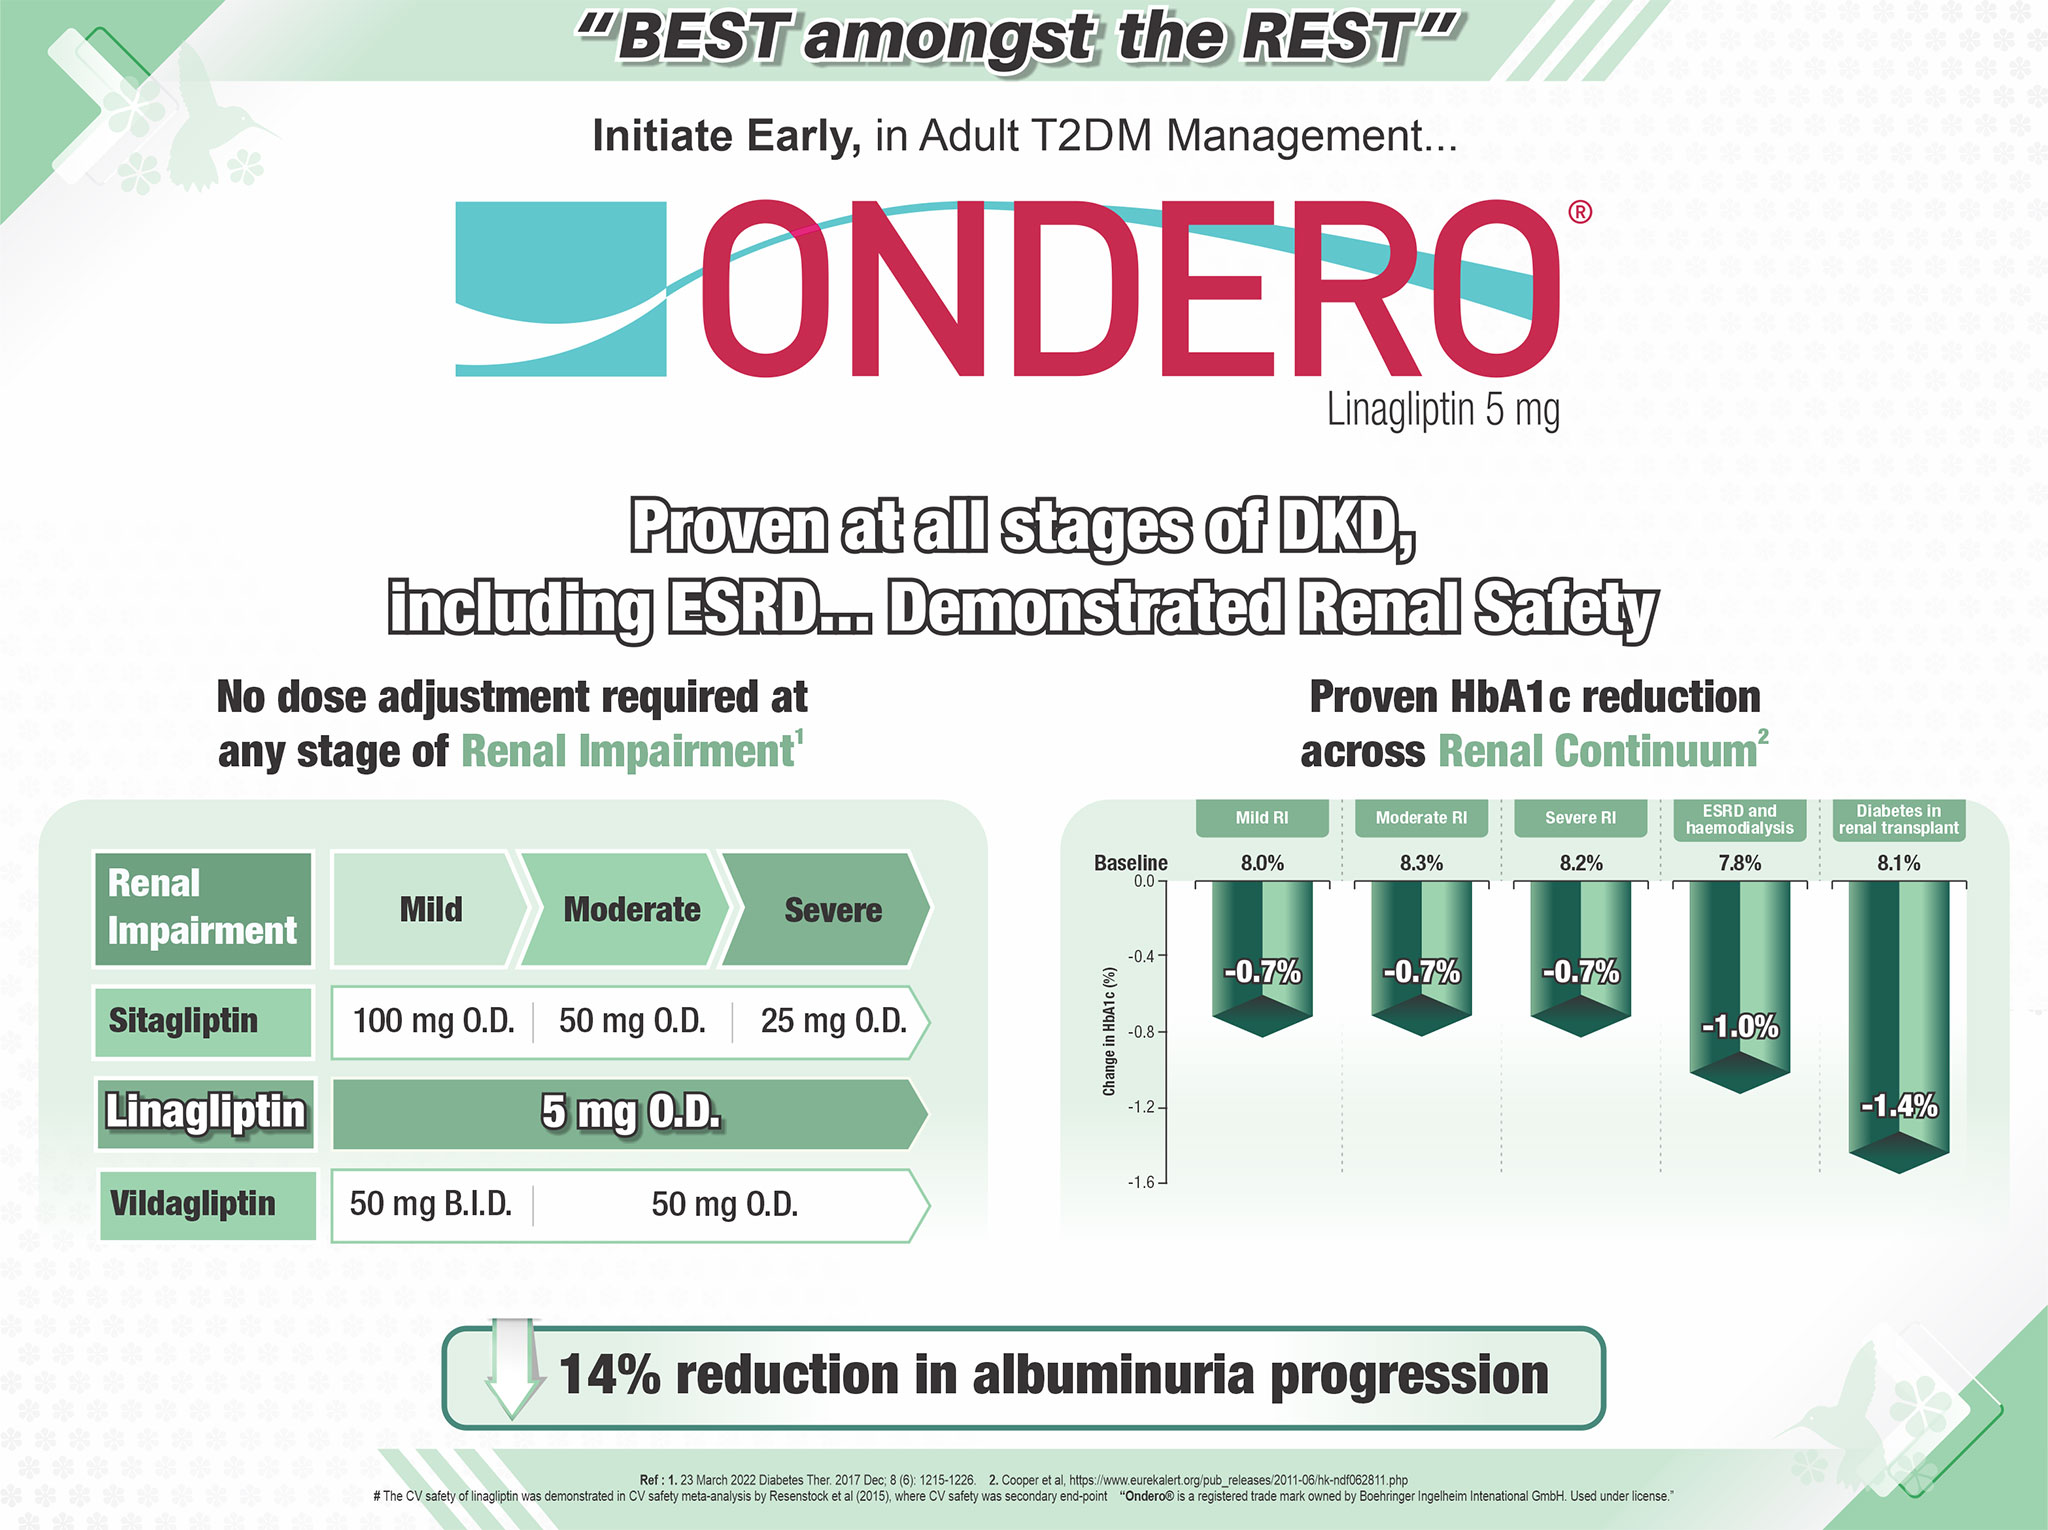 “BEST amongst the REST”
Initiate Early, in Adult T2DM Management...
ONDERO®
Linagliptin 5 mg
Proven at all stages of DKD,
including ESRD... Demonstrated Renal Safety
No dose adjustment required at
any stage of Renal Impairment1
Renal
Impairment
Mild
Moderate
Severe
Sitagliptin
100 mg O.D.
50 mg O.D.
25 mg O.D.
Linagliptin
5 mg O.D.
Vildagliptin
50 mg B.I.D.
50 mg O.D.
Proven HbA1c reduction
across Renal Continuum2
Mild RI
Moderate RI
Severe RI
ESRD and
haemodialysis
Diabetes in
renal transplant
Baseline
8.0%
8.3%
8.2%
7.8%
8.1%
Change in HbA1c (%)
0.0
-0.4
-0.8
-1.2
-1.6
-0.7%
-0.7%
-0.7%
-1.0%
-1.4%
14% reduction in albuminuria progression
Ref : 1. 23 March 2022 Diabetes Ther. 2017 Dec; 8 (6): 1215-1226. 2. Cooper et al, https://www.eurekalert.org/pub_releases/2011-06/hk-ndf062811.php
# The CV safety of linagliptin was demonstrated in CV safety meta-analysis by Resenstock et al (2015), where CV safety was secondary end-point “Ondero® is a registered trade mark owned by Boehringer Ingelheim Intenational GmbH. Used under license.”